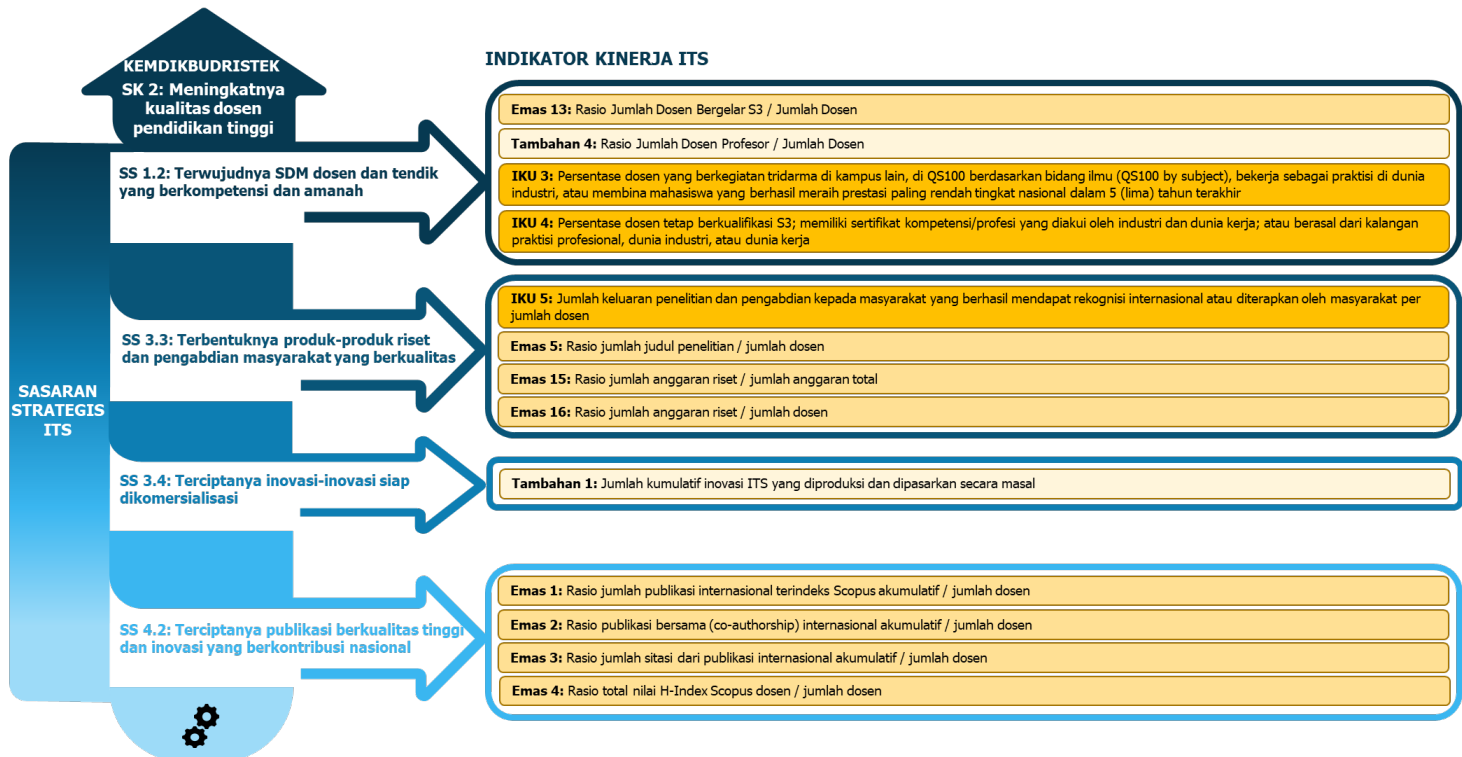 KEMDIKBUDRISTEK
SK 2: Meningkatnya
kualitas dosen
pendidikan tinggi
SASARAN
STRATEGIS
ITS
INDIKATOR KINERJA ITS
SS 1.2: Terwujudnya SDM dosen dan tendik
yang berkompetensi dan amanah
Emas 13: Rasio Jumlah Dosen Bergelar S3 / Jumlah Dosen
Tambahan 4: Rasio Jumlah Dosen Profesor / Jumlah Dosen
IKU 3: Persentase dosen yang berkegiatan tridarma di kampus lain, di QS100 berdasarkan bidang ilmu (QS100 by subject), bekerja sebagai praktisi di dunia
industri, atau membina mahasiswa yang berhasil meraih prestasi paling rendah tingkat nasional dalam 5 (lima) tahun terakhir
IKU 4: Persentase dosen tetap berkualifikasi S3; memiliki sertifikat kompetensi/profesi yang diakui oleh industri dan dunia kerja; atau berasal dari kalangan
praktisi profesional, dunia industri, atau dunia kerja
SS 3.3: Terbentuknya produk-produk riset
dan pengabdian masyarakat yang berkualitas
IKU 5: Jumlah keluaran penelitian dan pengabdian kepada masyarakat yang berhasil mendapat rekognisi internasional atau diterapkan oleh masyarakat per
jumlah dosen
Emas 5: Rasio jumlah judul penelitian / jumlah dosen
Emas 15: Rasio jumlah anggaran riset / jumlah anggaran total
Emas 16: Rasio jumlah anggaran riset / jumlah dosen
SS 3.4: Terciptanya inovasi-inovasi siap
dikomersialisasi
Tambahan 1: Jumlah kumulatif inovasi ITS yang diproduksi dan dipasarkan secara masal
SS 4.2: Terciptanya publikasi berkualitas tinggi
dan inovasi yang berkontribusi nasional
Emas 1: Rasio jumlah publikasi internasional terindeks Scopus akumulatif / jumlah dosen
Emas 2: Rasio publikasi bersama (co-authorship) internasional akumulatif / jumlah dosen
Emas 3: Rasio jumlah sitasi dari publikasi internasional akumulatif / jumlah dosen
Emas 4: Rasio total nilai H-Index Scopus dosen / jumlah dosen